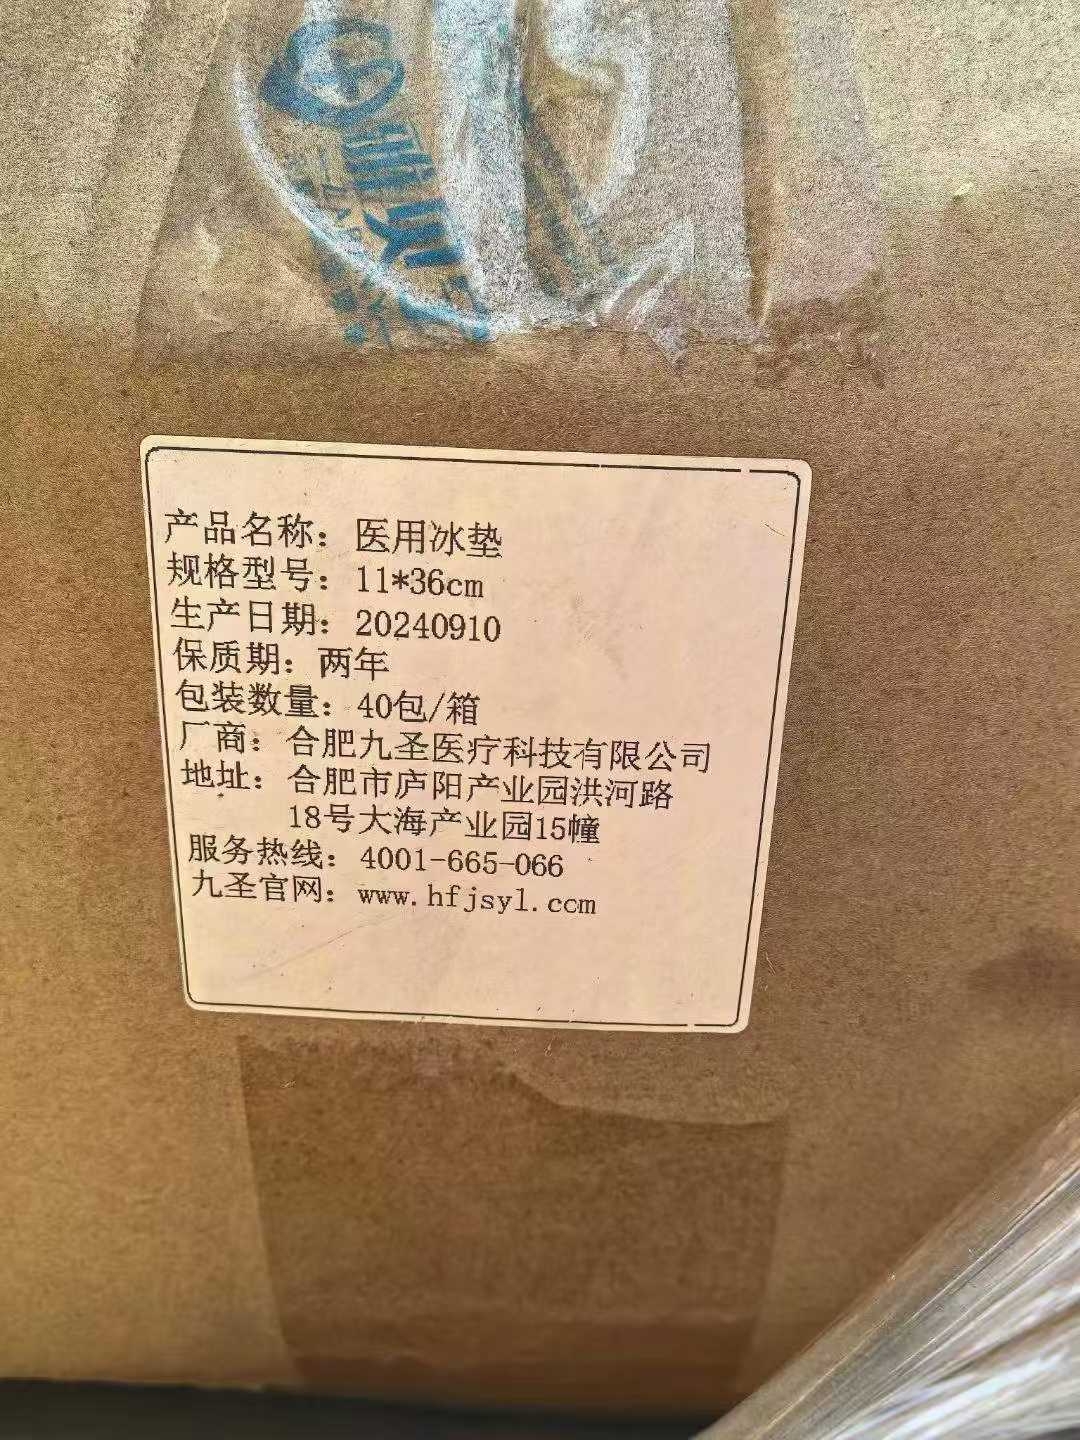 产品名称：医用冰垫
规格型号：11*36cm
生产日期：20240910
保质期：两年
包装数量：40包/箱
厂商：合肥九圣医疗科技有限公司
地址：合肥市庐阳产业园洪河路
18号大海产业园15幢
服务热线：4001-665-066
九圣官网：www.hfjsyl.com